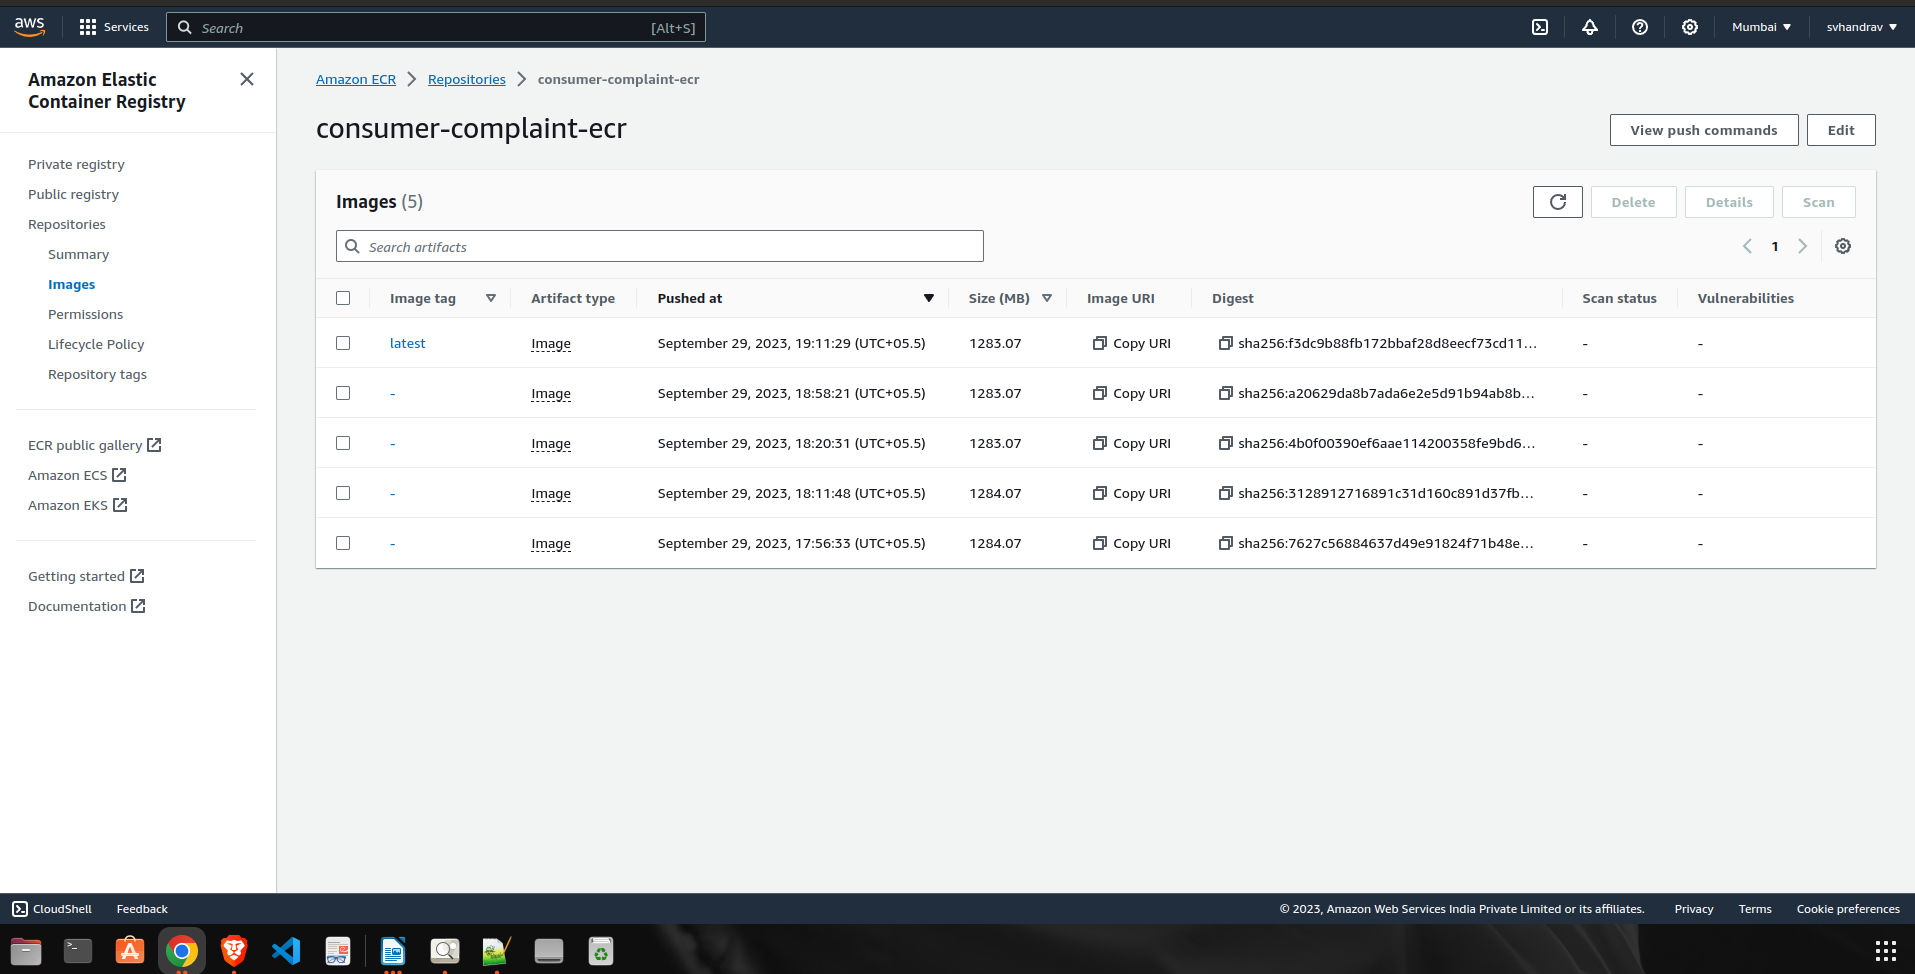 aws
Services
Search
[Alt+S]
Mumbai
svhandrav
Amazon Elastic
Container Registry
Private registry
Public registry
Repositories
Summary
Images
Permissions
Lifecycle Policy
Repository tags
ECR public gallery
Amazon ECS
Amazon EKS
Getting started
Documentation
Amazon ECR
Repositories
consumer-complaint-ecr
consumer-complaint-ecr
View push commands
Edit
Images (5)
Delete
Details
Scan
Search artifacts
1
Image tag Artifact type Pushed at Size (MB) Image URI Digest Scan status Vulnerabilities
latest Image September 29, 2023, 19:11:29 (UTC+05.5) 1283.07 Copy URI sha256:f3dc9b88fb172bbaf28d8eecf73cd11... - -
- Image September 29, 2023, 18:58:21 (UTC+05.5) 1283.07 Copy URI sha256:a20629da8b7ada6e2e5d91b94ab8b... - -
- Image September 29, 2023, 18:20:31 (UTC+05.5) 1283.07 Copy URI sha256:4b0f00390ef6aae114200358fe9bd6... - -
- Image September 29, 2023, 18:11:48 (UTC+05.5) 1284.07 Copy URI sha256:3128912716891c31d160c891d37fb... - -
- Image September 29, 2023, 17:56:33 (UTC+05.5) 1284.07 Copy URI sha256:7627c56884637d49e91824f71b48e... - -
CloudShell
Feedback
© 2023, Amazon Web Services India Private Limited or its affiliates.
Privacy
Terms
Cookie preferences